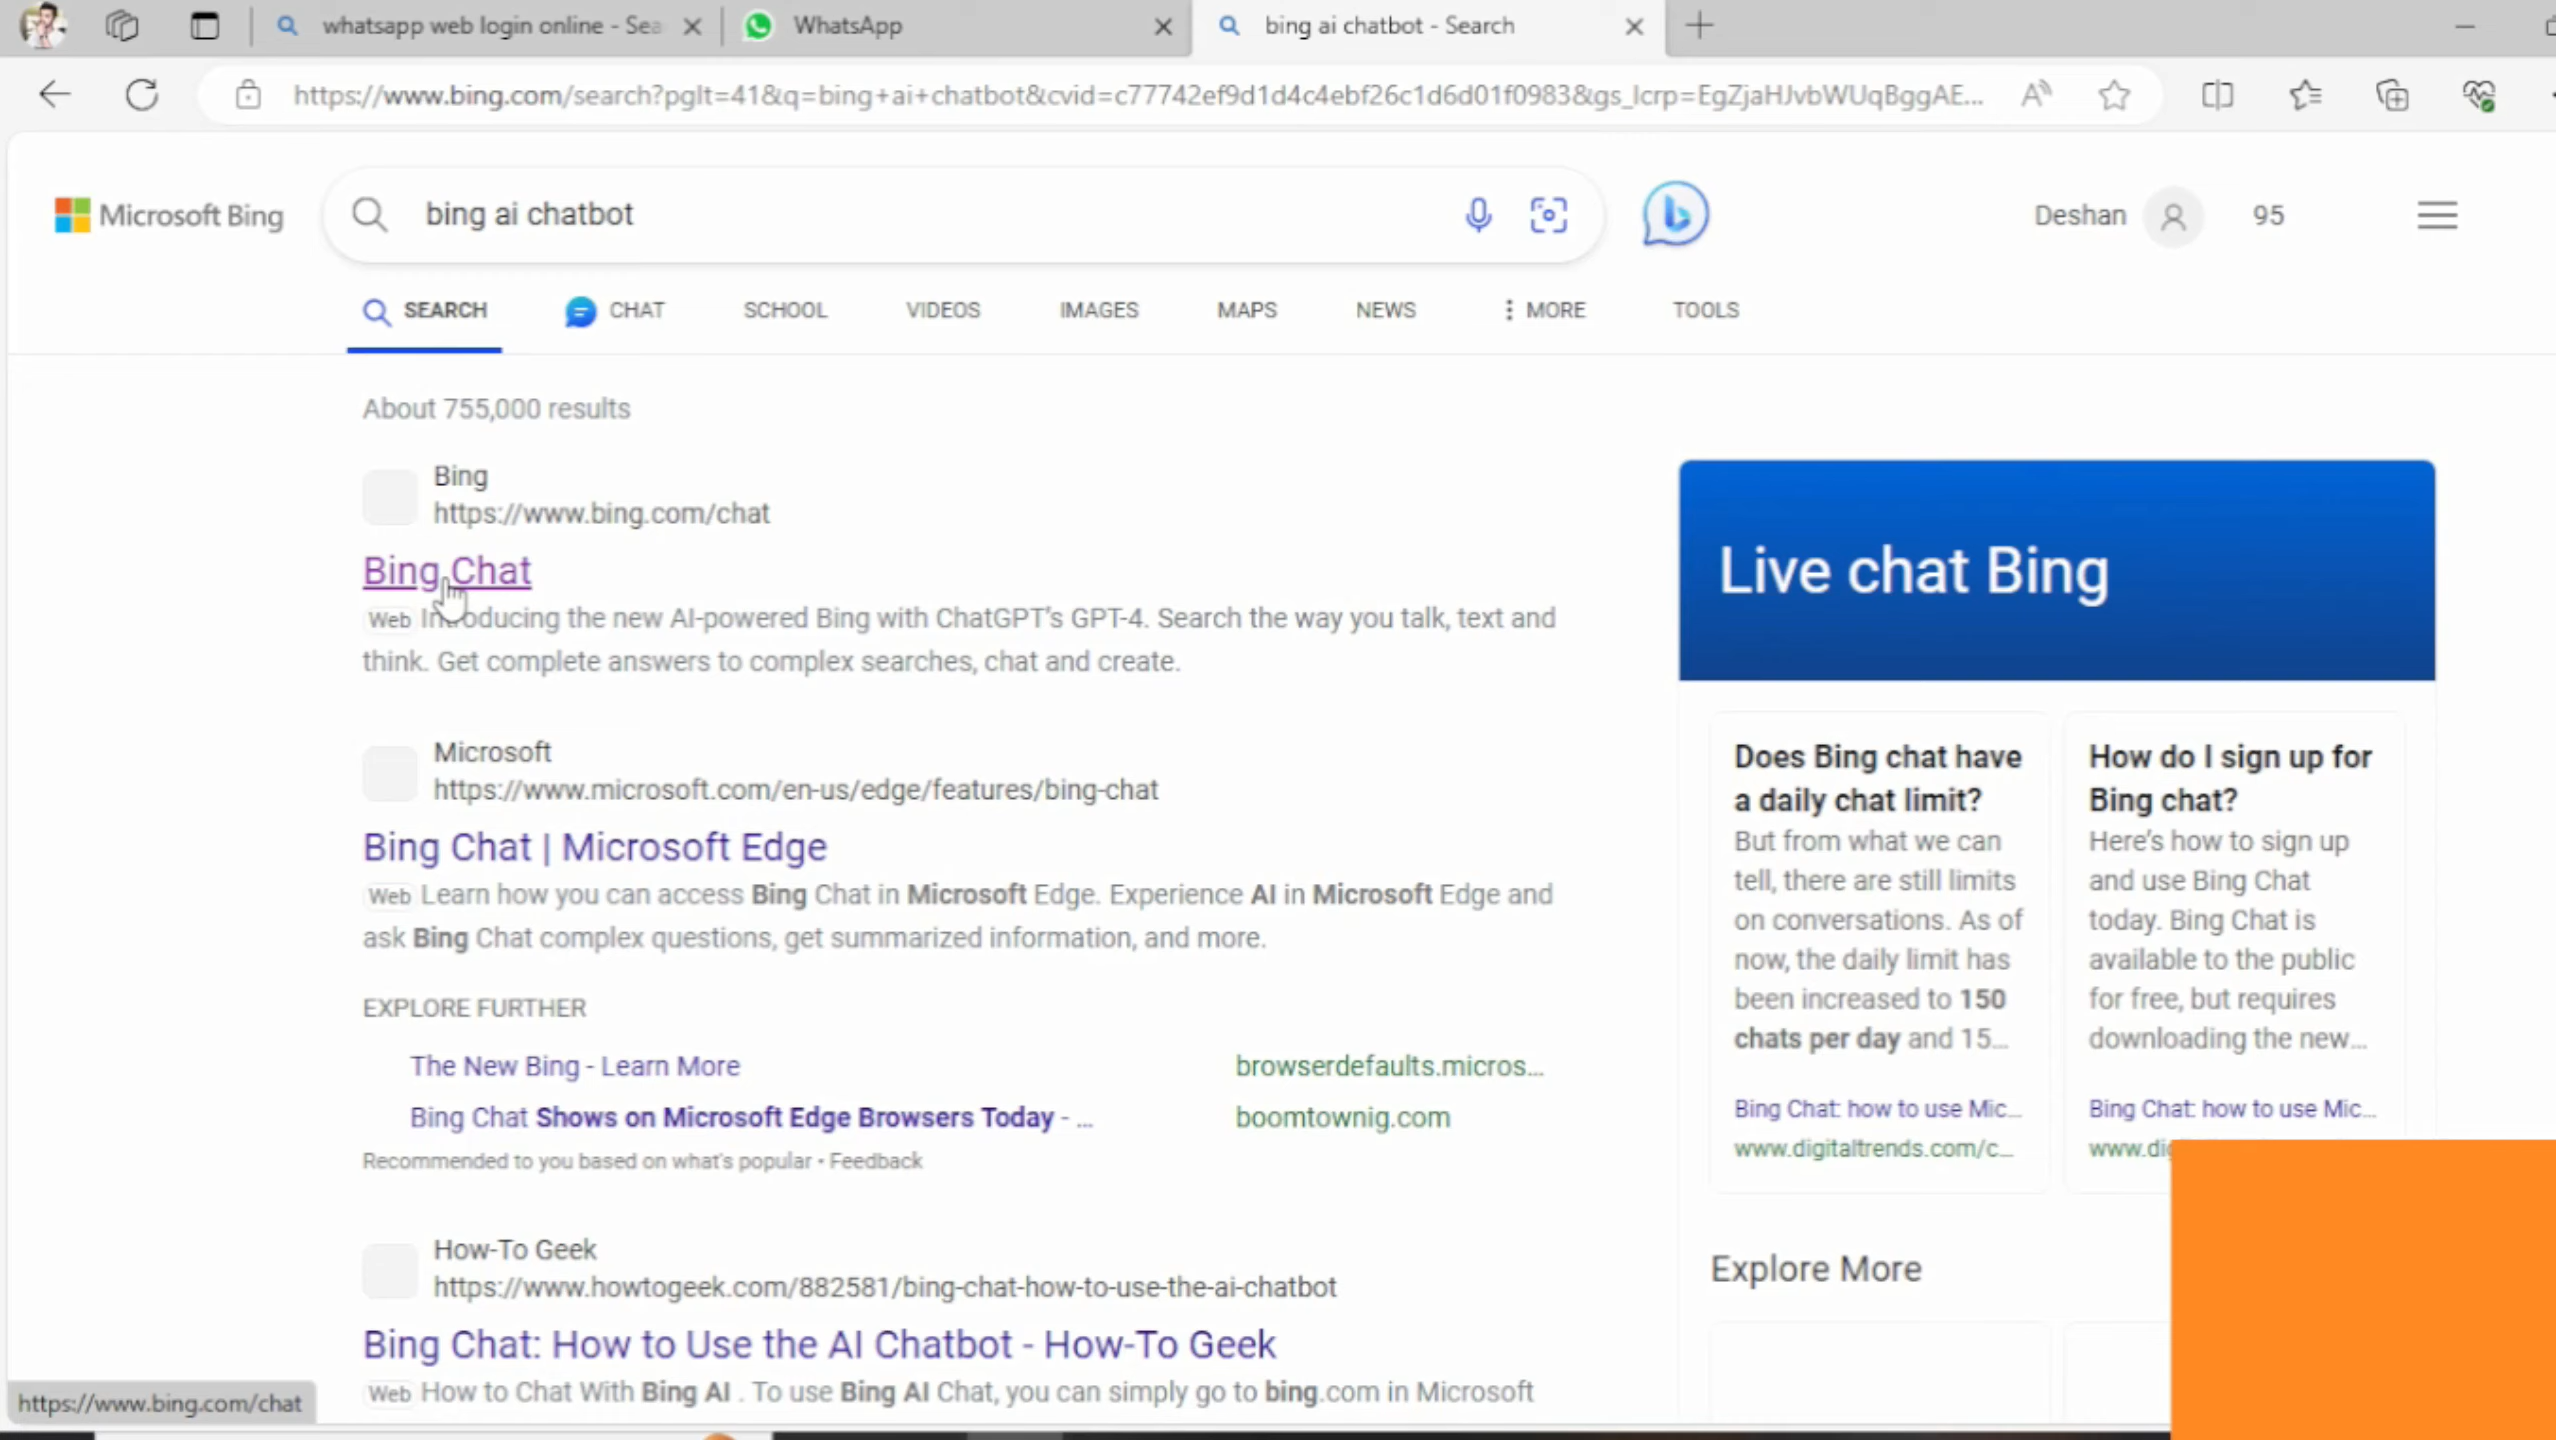 whatsapp web login online - Sea
WhatsApp
bing ai chatbot - Search
https://www.bing.com/search?pglt=41&q=bing+ai+chatbot&cvid=c77742ef9d1d4c4ebf26c1d6d01f0983&gs_lcrp=EgZjaHJvbWUqBggAE...
Microsoft Bing
bing ai chatbot
Deshan
95
SEARCH
CHAT
SCHOOL
VIDEOS
IMAGES
MAPS
NEWS
MORE
TOOLS
About 755,000 results
Bing
https://www.bing.com/chat
Bing Chat
Web Introducing the new AI-powered Bing with ChatGPT's GPT-4. Search the way you talk, text and
think. Get complete answers to complex searches, chat and create.
Microsoft
https://www.microsoft.com/en-us/edge/features/bing-chat
Bing Chat | Microsoft Edge
Web Learn how you can access Bing Chat in Microsoft Edge. Experience AI in Microsoft Edge and
ask Bing Chat complex questions, get summarized information, and more.
EXPLORE FURTHER
The New Bing - Learn More
browserdefaults.micros...
Bing Chat Shows on Microsoft Edge Browsers Today - ...
boomtownig.com
Recommended to you based on what's popular • Feedback
How-To Geek
https://www.howtogeek.com/882581/bing-chat-how-to-use-the-ai-chatbot
Bing Chat: How to Use the AI Chatbot - How-To Geek
Web How to Chat With Bing AI . To use Bing AI Chat, you can simply go to bing.com in Microsoft
https://www.bing.com/chat
Live chat Bing
Does Bing chat have
a daily chat limit?
But from what we can
tell, there are still limits
on conversations. As of
now, the daily limit has
been increased to 150
chats per day and 15...
Bing Chat: how to use Mic...
www.digitaltrends.com/c...
How do I sign up for
Bing chat?
Here's how to sign up
and use Bing Chat
today. Bing Chat is
available to the public
for free, but requires
downloading the new...
Bing Chat: how to use Mic...
www.dig
Explore More